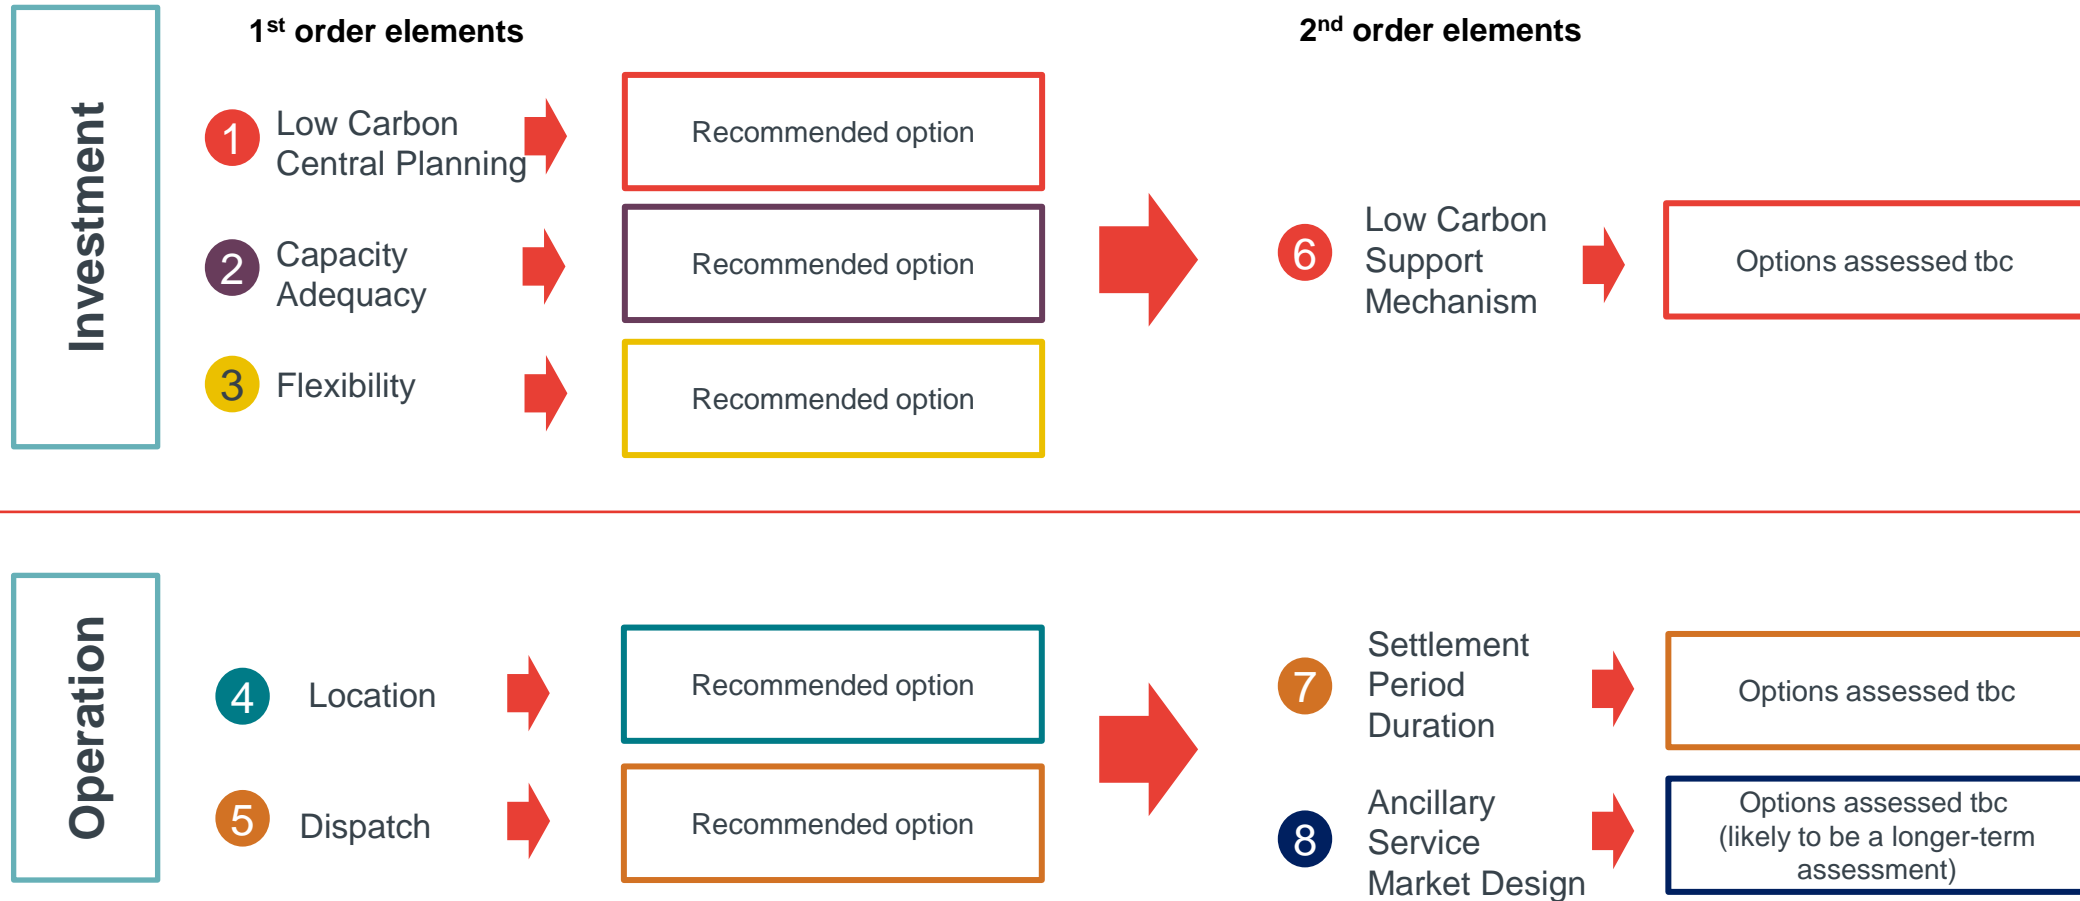 1st order elements
2nd order elements
Investment
1
Low Carbon
Central Planning
Recommended option
2
Capacity
Adequacy
Recommended option
3
Flexibility
Recommended option
6
Low Carbon
Support
Mechanism
Options assessed tbc
Operation
4
Location
Recommended option
5
Dispatch
Recommended option
7
Settlement
Period
Duration
Options assessed tbc
8
Ancillary
Service
Market Design
Options assessed tbc
(likely to be a longer-term
assessment)